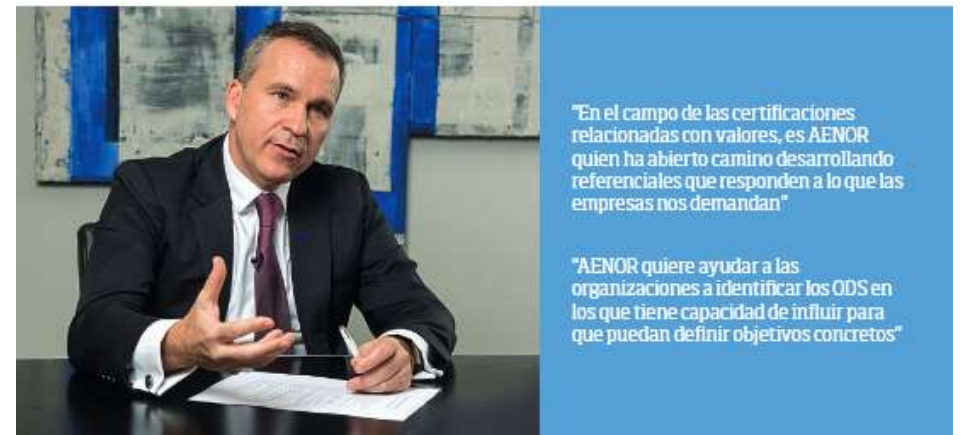 "En el campo de las certificaciones
relacionadas con valores, es AENOR
quien ha abierto camino desarrollando
referenciales que responden a lo que las
empresas nos demandan"
"AENOR quiere ayudar a las
organizaciones a identificar los ODS en
los que tiene capacidad de influir para
que puedan definir objetivos concretos"